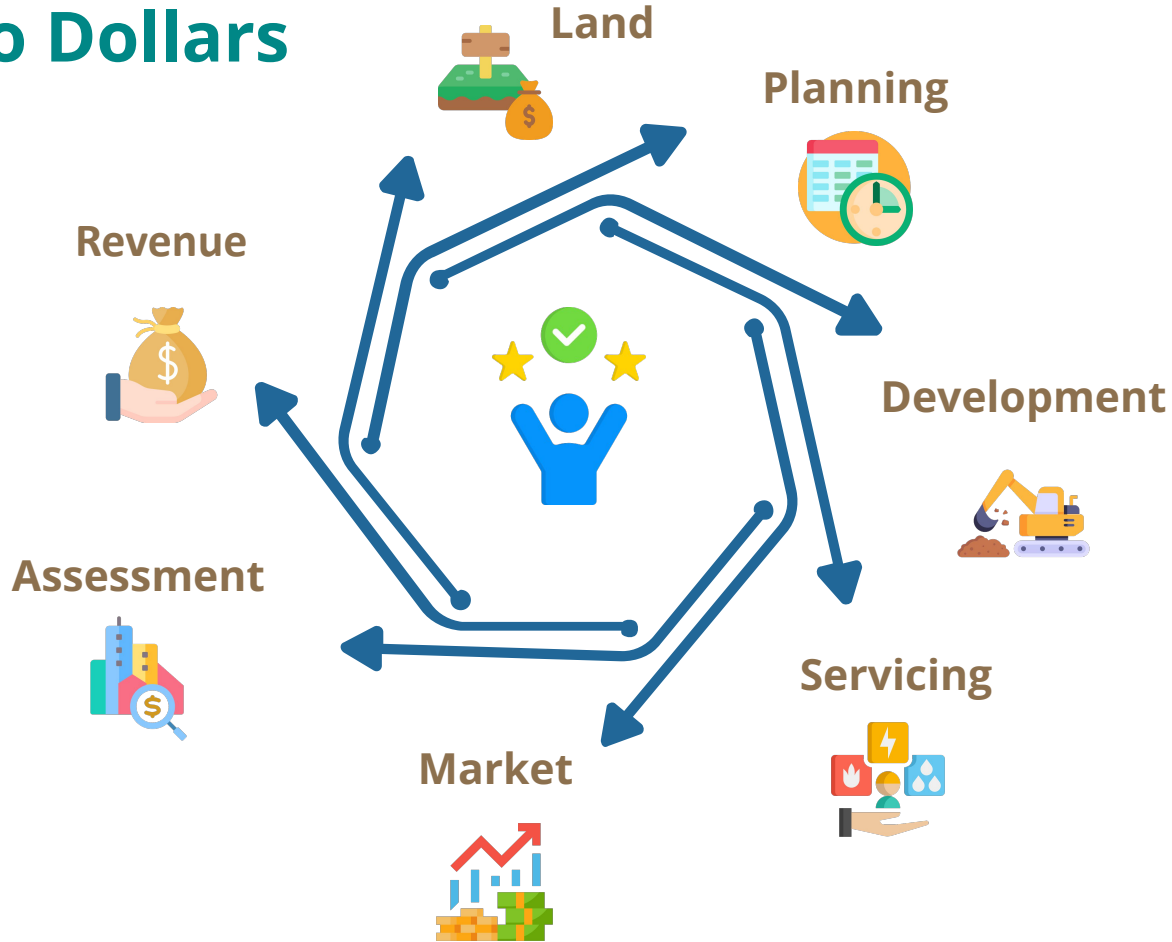 o Dollars
Land
Planning
Development
Servicing
Market
Assessment
Revenue